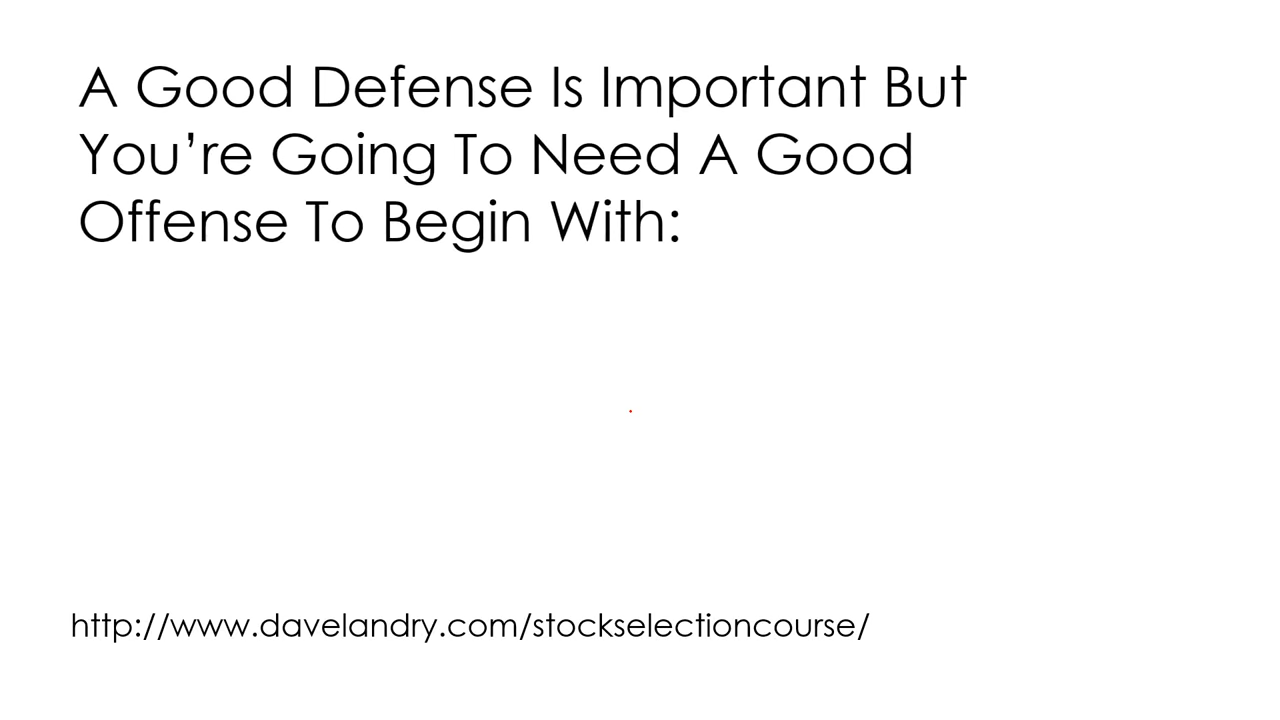 A Good Defense Is Important But
You’re Going To Need A Good
Offense To Begin With:
http://www.davelandry.com/stockselectioncourse/